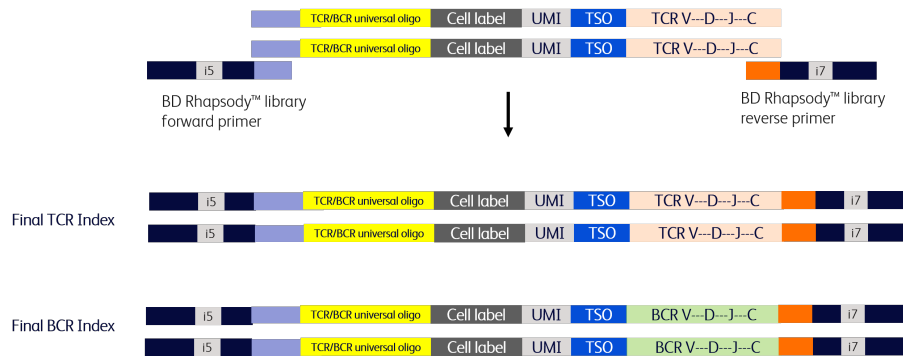 TCR/BCR universal oligo Cell label UMI TSO TCR V---D---J---C
TCR/BCR universal oligo Cell label UMI TSO TCR V---D---J---C
i5 i7
BD Rhapsody™ library
forward primer
BD Rhapsody™ library
reverse primer
Final TCR Index
i5 TCR/BCR universal oligo Cell label UMI TSO TCR V---D---J---C i7
i5 TCR/BCR universal oligo Cell label UMI TSO TCR V---D---J---C i7
Final BCR Index
i5 TCR/BCR universal oligo Cell label UMI TSO BCR V---D---J---C i7
i5 TCR/BCR universal oligo Cell label UMI TSO BCR V---D---J---C i7